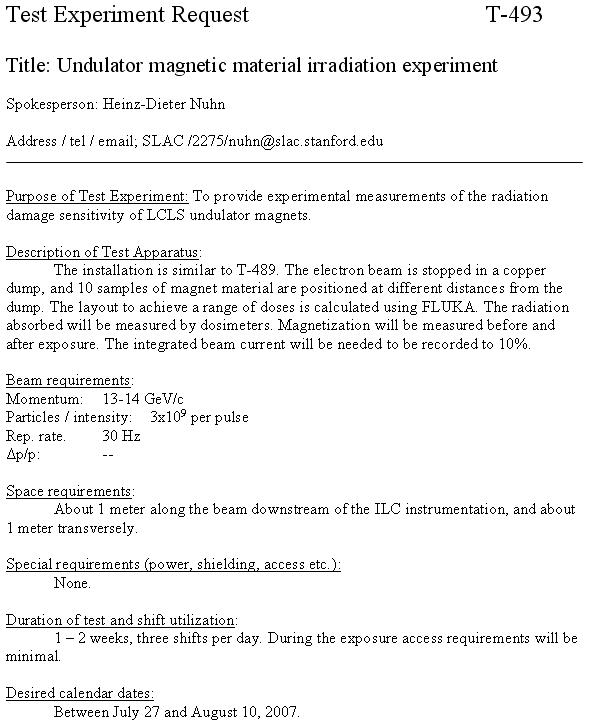 Test Experiment Request T-493
Title: Undulator magnetic material irradiation experiment
Spokesperson: Heinz-Dieter Nuhn
Address / tel / email; SLAC /2275/nuhn@slac.stanford.edu
Purpose of Test Experiment: To provide experimental measurements of the radiation
damage sensitivity of LCLS undulator magnets.
Description of Test Apparatus:
The installation is similar to T-489. The electron beam is stopped in a copper
dump, and 10 samples of magnet material are positioned at different distances from the
dump. The layout to achieve a range of doses is calculated using FLUKA. The radiation
absorbed will be measured by dosimeters. Magnetization will be measured before and
after exposure. The integrated beam current will be needed to be recorded to 10%.
Beam requirements:
Momentum: 13-14 GeV/c
Particles / intensity: 3x10⁹ per pulse
Rep. rate. 30 Hz
Δp/p: --
Space requirements:
About 1 meter along the beam downstream of the ILC instrumentation, and about
1 meter transversely.
Special requirements (power, shielding, access etc.):
None.
Duration of test and shift utilization:
1 – 2 weeks, three shifts per day. During the exposure access requirements will be
minimal.
Desired calendar dates:
Between July 27 and August 10, 2007.